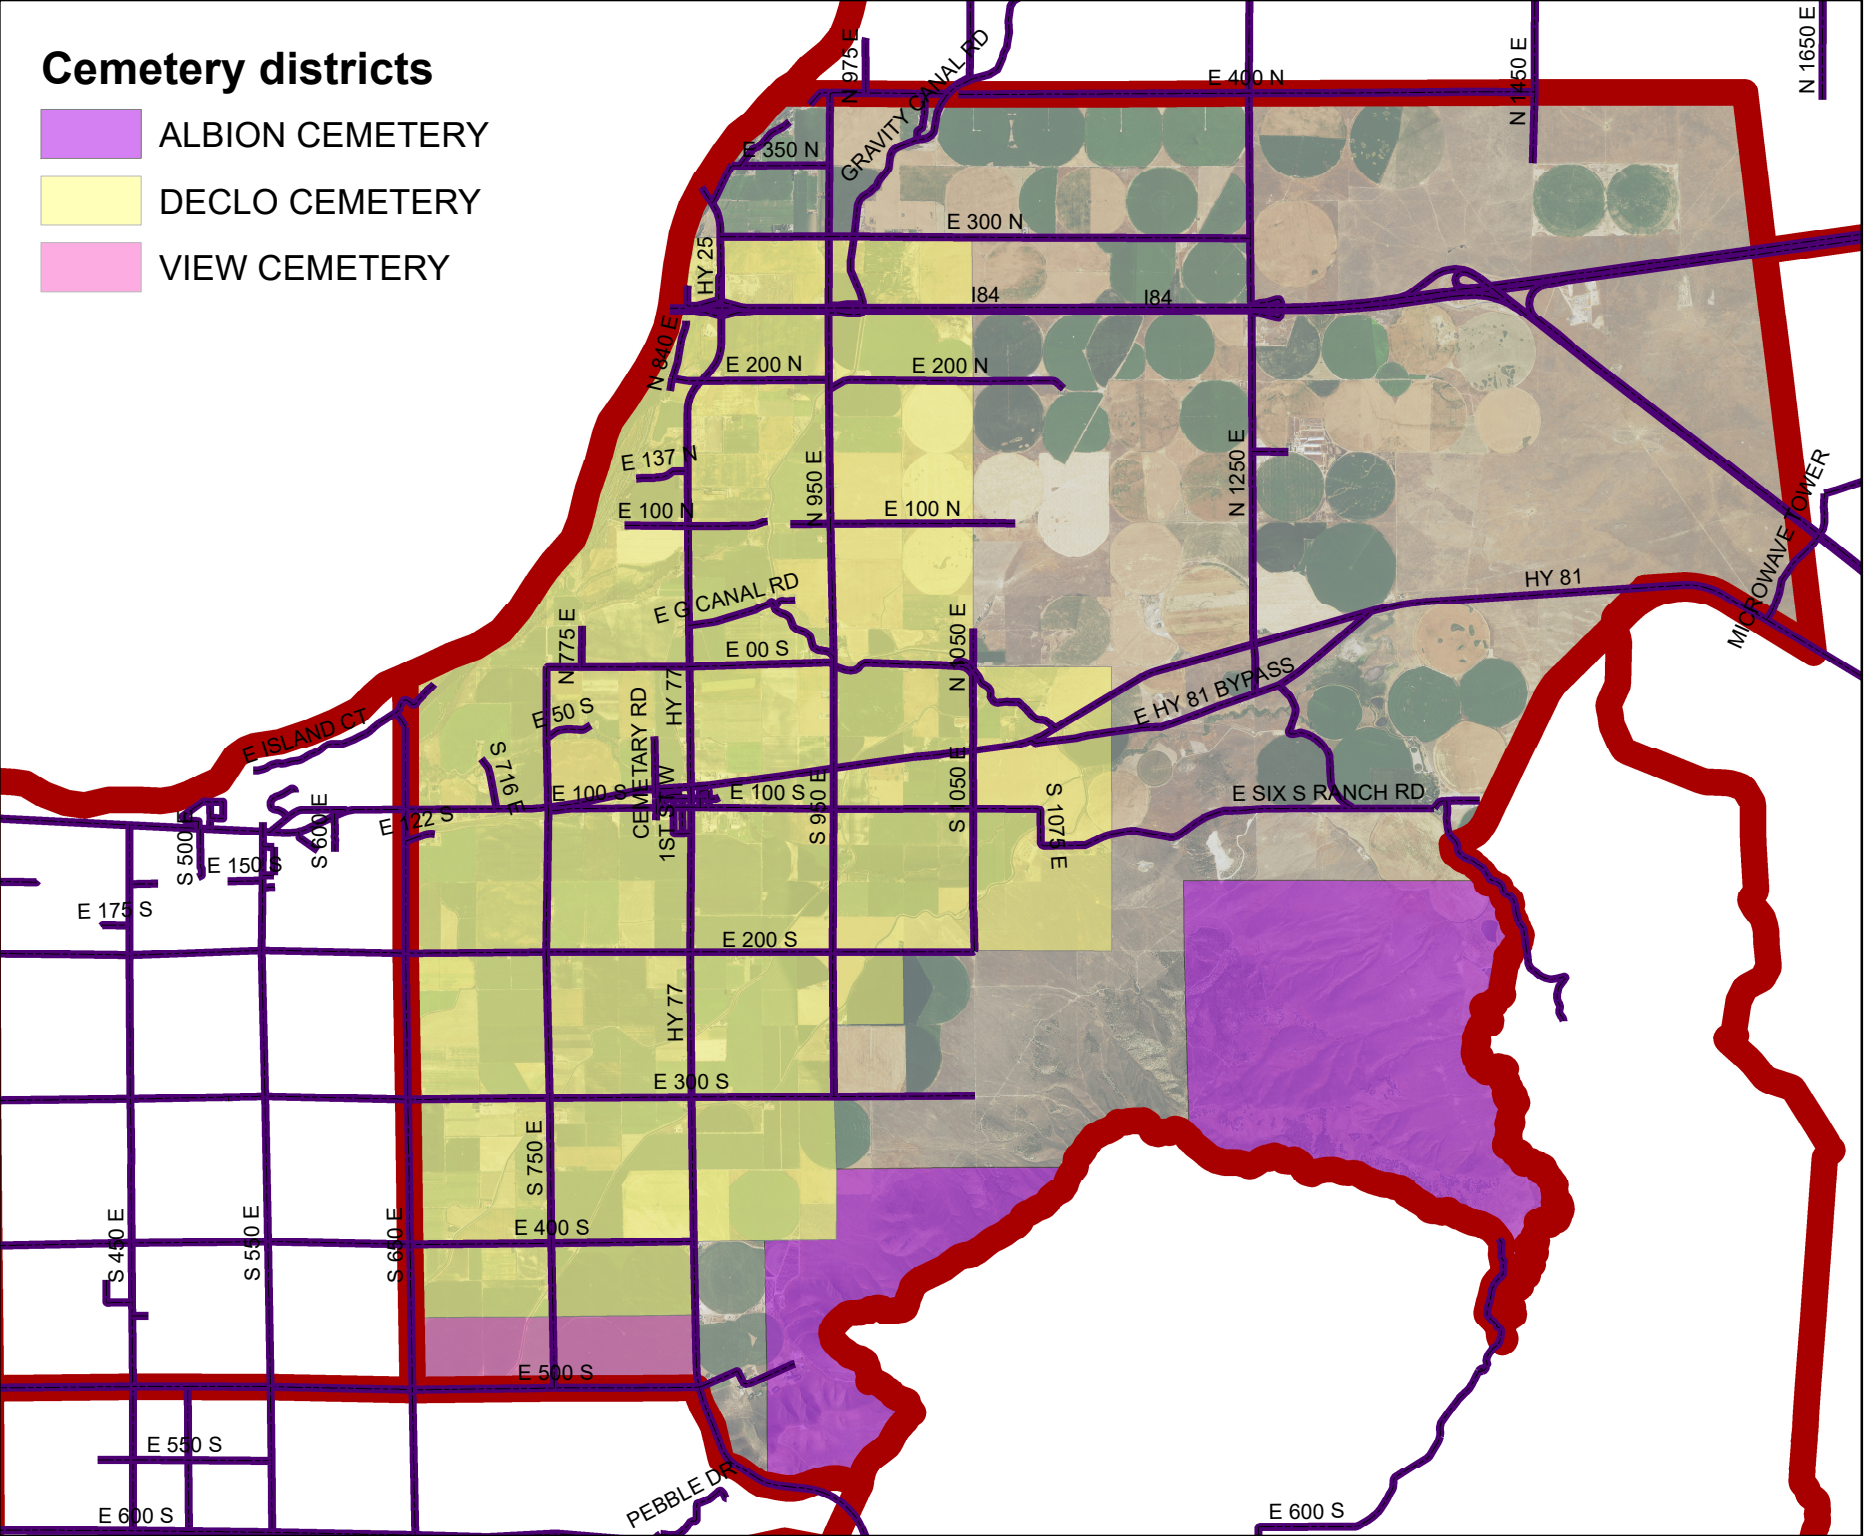 Cemetery districts
ALBION CEMETERY
DECLO CEMETERY
VIEW CEMETERY
N 975 E
GRAVITY CANAL RD
E 400 N
N 1450 E
N 1650 E
E 350 N
E 300 N
HY 25
I84
I84
N 840 E
E 200 N
E 200 N
E 137 N
N 950 E
N 1250 E
E 100 N
E 100 N
MICROWAVE TOWER
HY 81
E G CANAL RD
N 775 E
E 00 S
N 1050 E
HY 77
E HY 81 BYPASS
E ISLAND CT
E 50 S
CEMETARY RD
S 716 E
E 100 S
1ST ST W
E 100 S
S 950 E
S 1050 E
S 1075 E
E SIX S RANCH RD
S 500 E
S 600 E
E 122 S
E 150 S
E 175 S
E 200 S
HY 77
E 300 S
S 750 E
S 450 E
S 550 E
S 650 E
E 400 S
E 500 S
E 550 S
PEBBLE DR
E 600 S
E 600 S